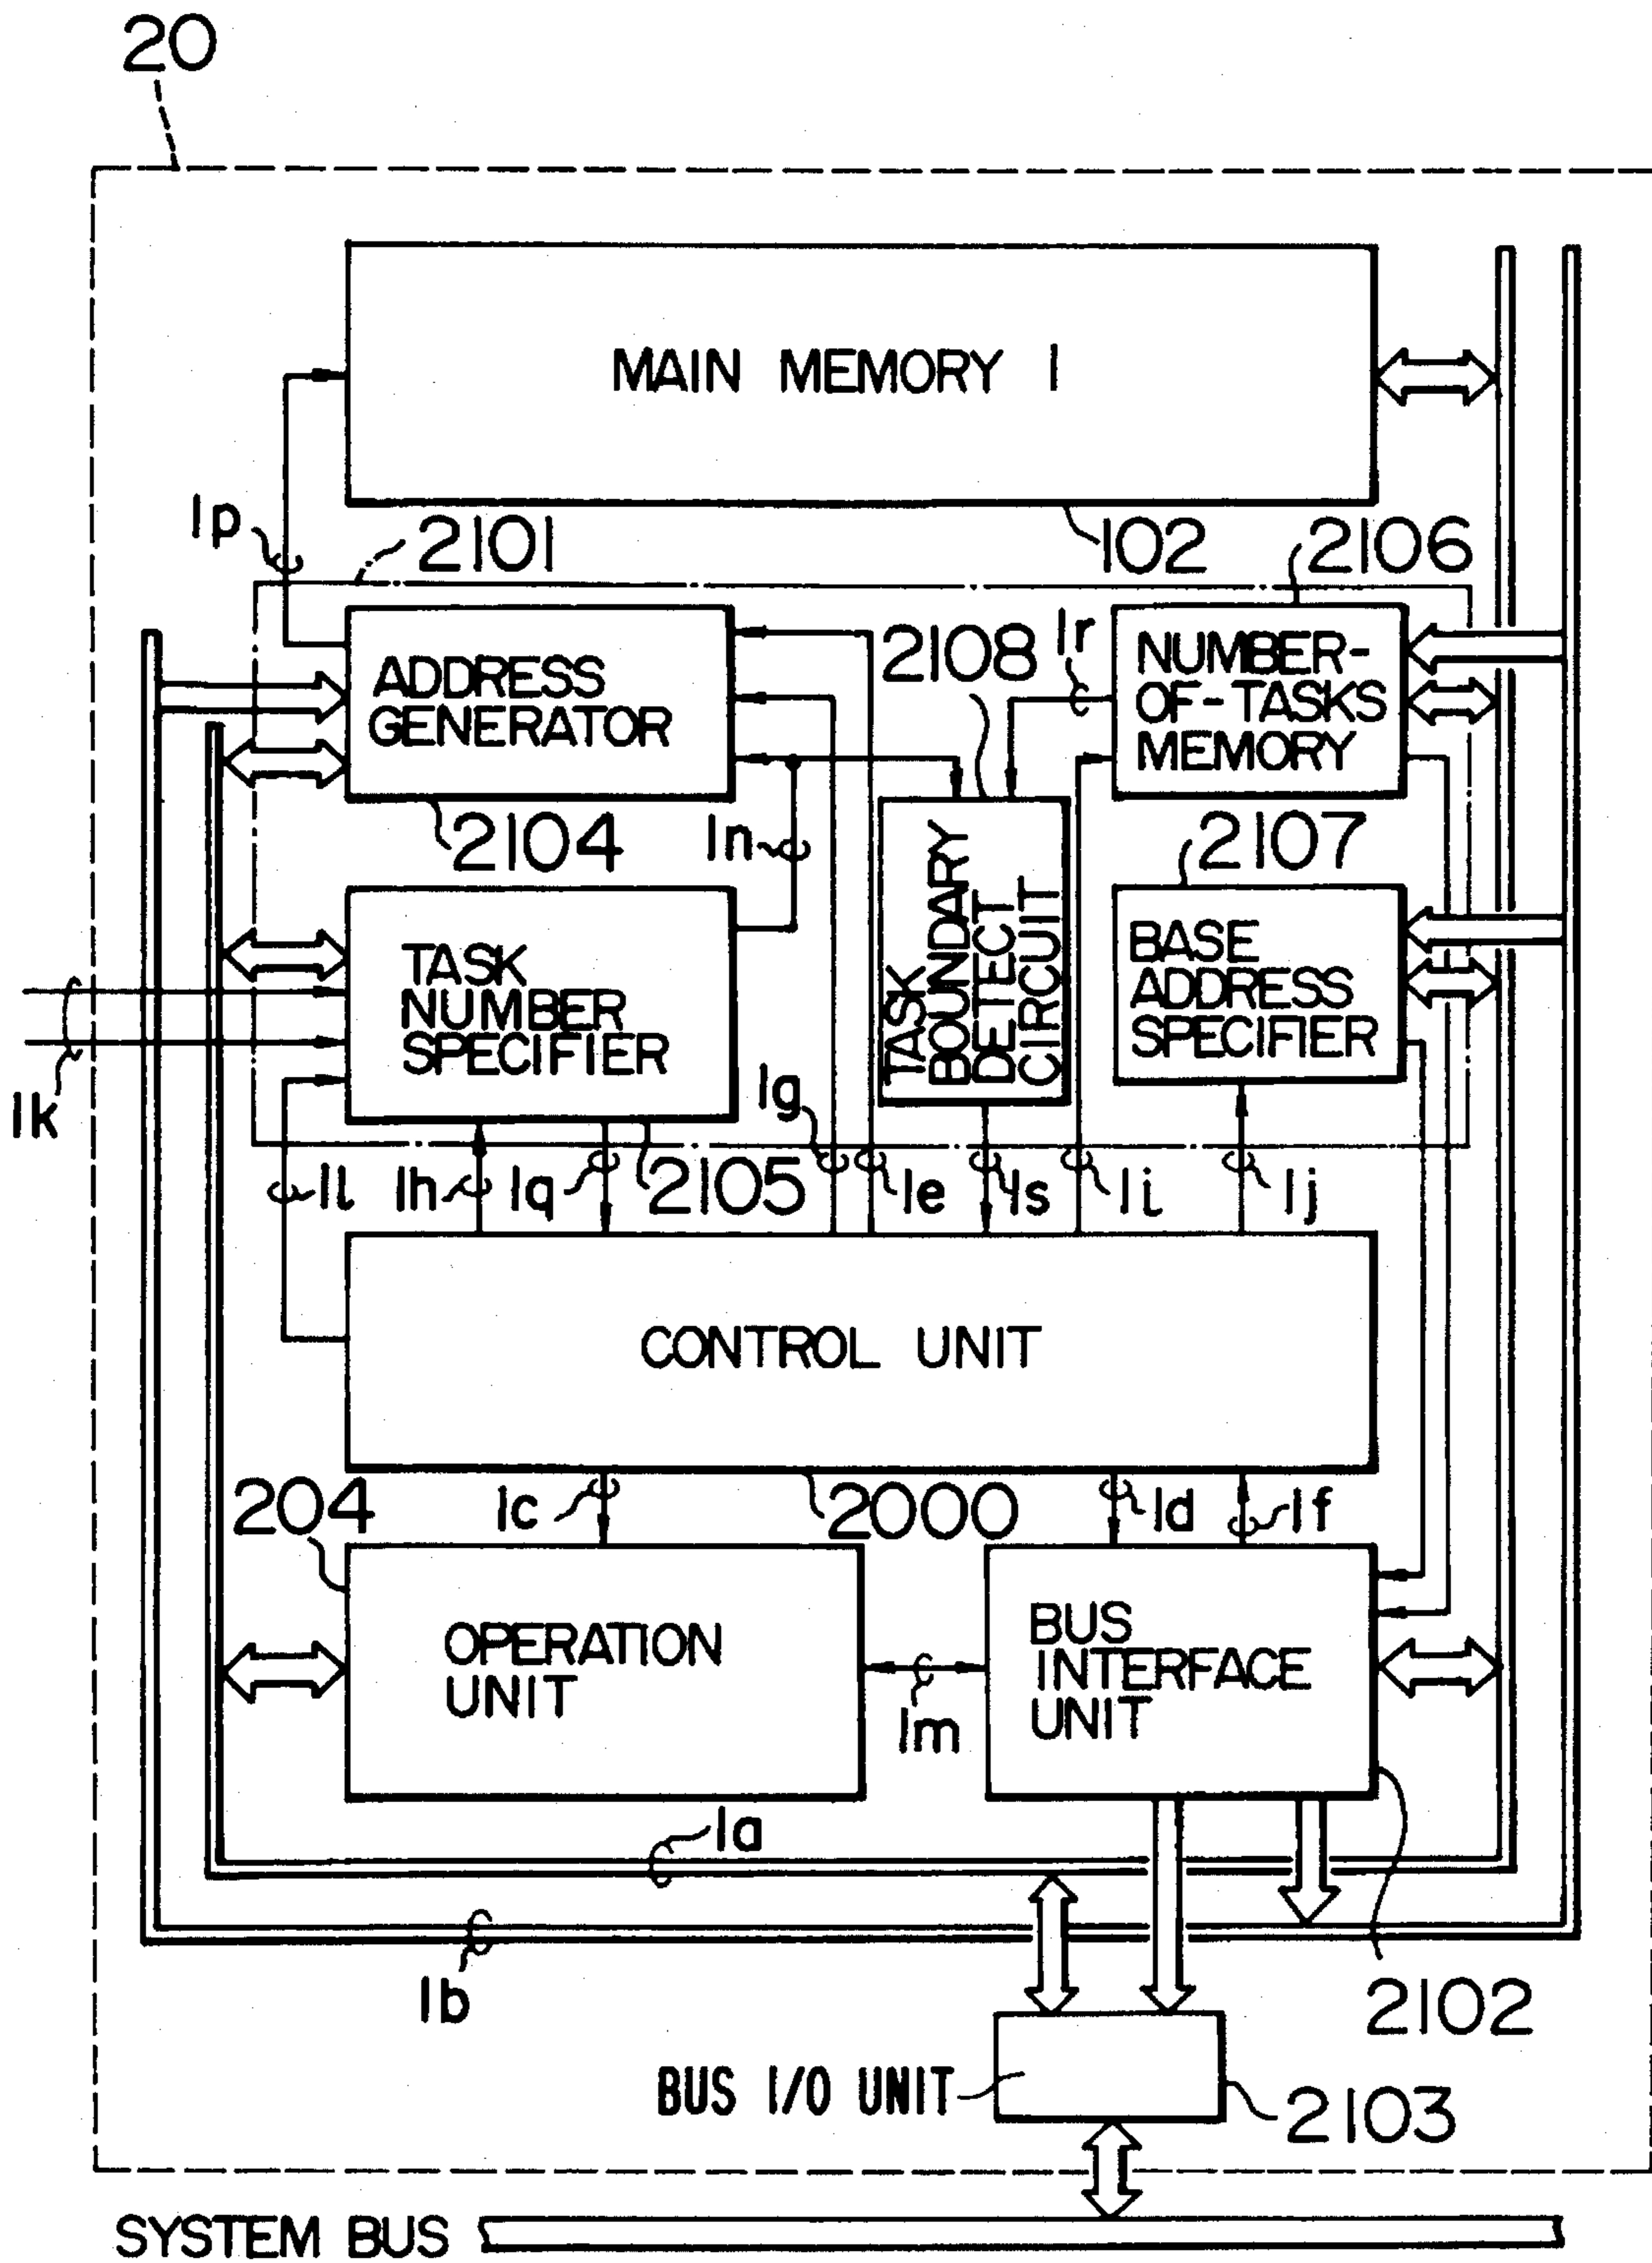 20
MAIN MEMORY 1
1p
2101
102
2106
ADDRESS
GENERATOR
2108
1r
NUMBER-
OF-TASKS
MEMORY
2104
1n
2107
TASK
NUMBER
SPECIFIER
TASK
BOUNDARY
DETECT
CIRCUIT
BASE
ADDRESS
SPECIFIER
1k
1g
1l
1h
1q
2105
1e
1s
1i
1j
CONTROL UNIT
204
1c
2000
1d
1f
OPERATION
UNIT
BUS
INTERFACE
UNIT
1m
1a
1b
2102
BUS I/O UNIT
2103
SYSTEM BUS